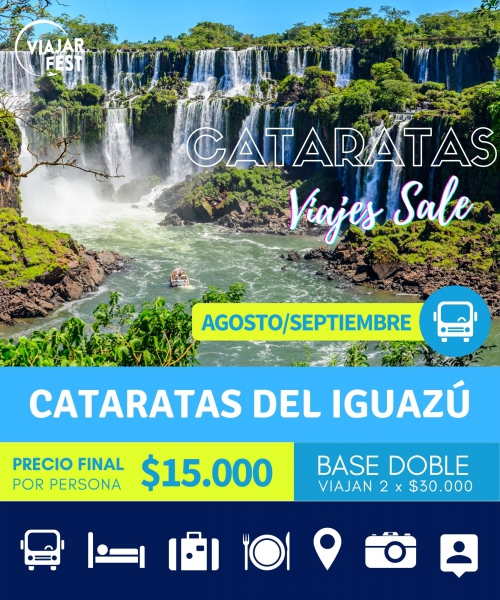 VIAJAR
FEST
CATARATAS
Viajes Sale
AGOSTO/SEPTIEMBRE
CATARATAS DEL IGUAZÚ
PRECIO FINAL
POR PERSONA
$15.000
BASE DOBLE
VIAJAN 2 x $30.000